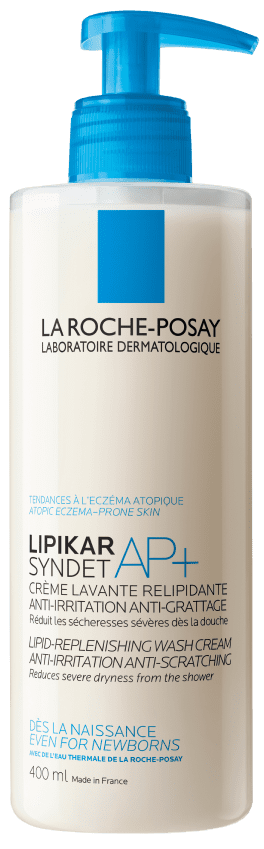 LA ROCHE-POSAY
LABORATOIRE DERMATOLOGIQUE
TENDANCES À L'ECZÉMA ATOPIQUE
ATOPIC ECZEMA-PRONE SKIN
LIPIKAR
SYNDET AP+
CRÈME LAVANTE RELIPIDANTE
ANTI-IRRITATION ANTI-GRATTAGE
Réduit les sécheresses sévères dès la douche
LIPID-REPLENISHING WASH CREAM
ANTI-IRRITATION ANTI-SCRATCHING
Reduces severe dryness from the shower
DÈS LA NAISSANCE
EVEN FOR NEWBORNS
AVEC DE L'EAU THERMALE DE LA ROCHE-POSAY
400 ml Made in France